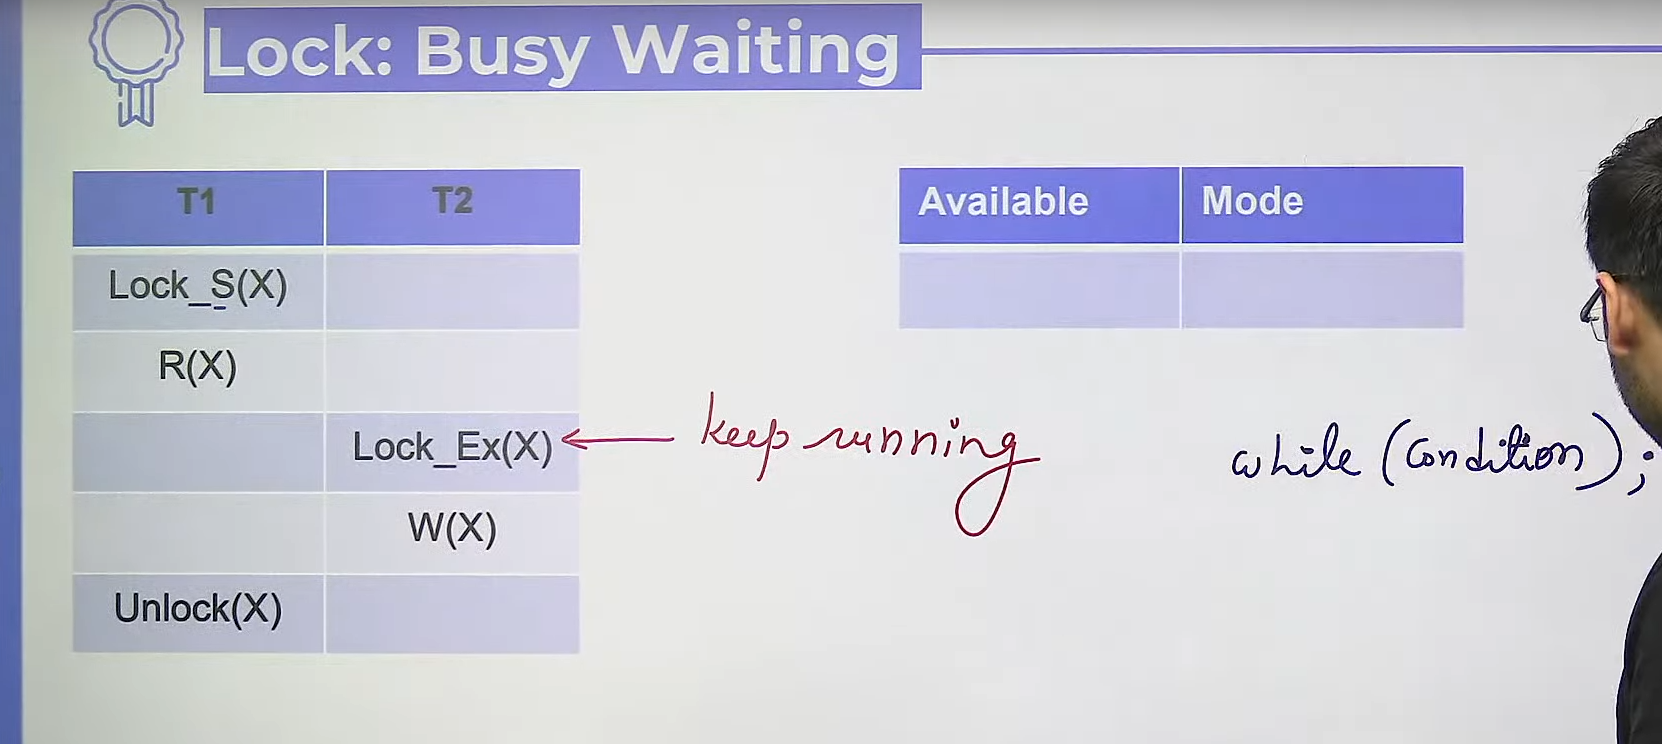 Lock: Busy Waiting
T1 T2
Lock_S(X)
R(X)
Lock_Ex(X)
W(X)
Unlock(X)
Available Mode
keep running
while (condition);